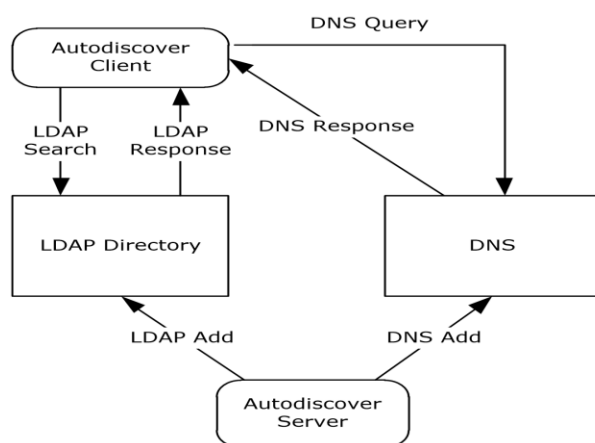 DNS Query
Autodiscover
Client
DNS Response
LDAP
Search
LDAP
Response
LDAP Directory
DNS
LDAP Add
DNS Add
Autodiscover
Server